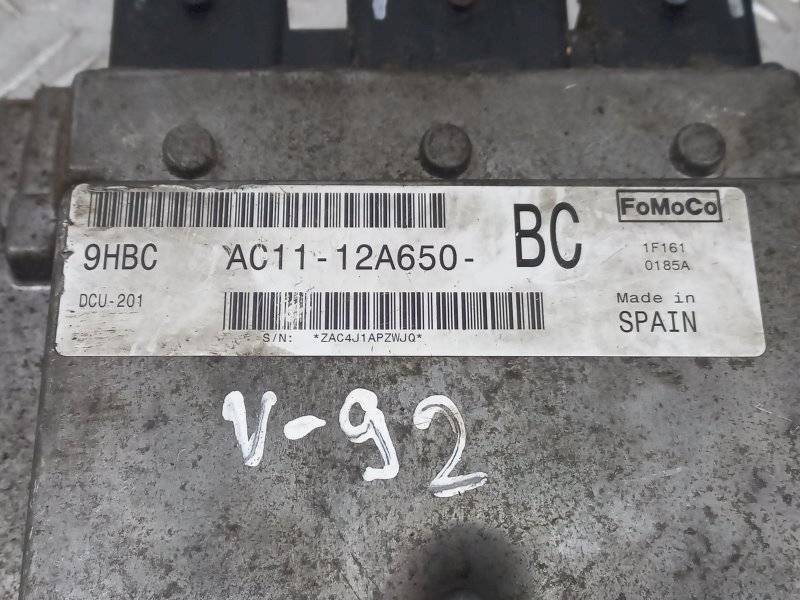 FoMoCo
9HBC AC11-12A650- BC
1F161
0185A
DCU-201
Made in
SPAIN
S/N: *ZAC4J1APZWJQ*
V-92